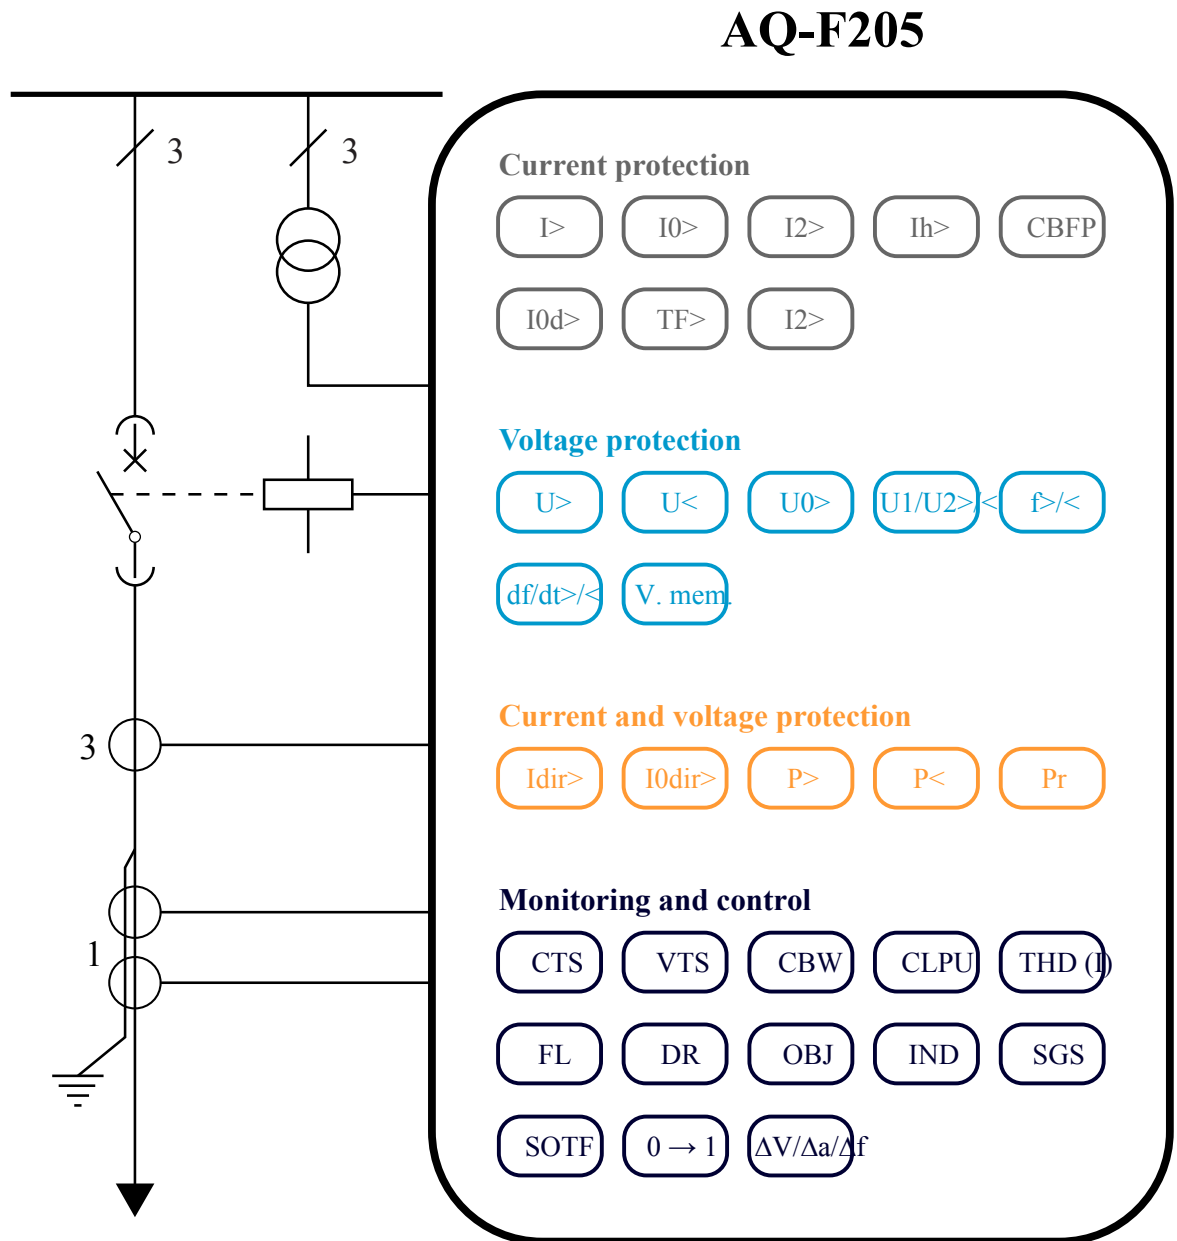 AQ-F205
3 3
Current protection
I> I0> I2> Ih> CBFP
I0d> TF> I2>
Voltage protection
U> U< U0> U1/U2>/< f>/<
df/dt>/< V. mem.
Current and voltage protection
3
Idir> I0dir> P> P< Pr
Monitoring and control
1
CTS VTS CBW CLPU THD (I)
FL DR OBJ IND SGS
SOTF 0 → 1 ΔV/Δa/Δf